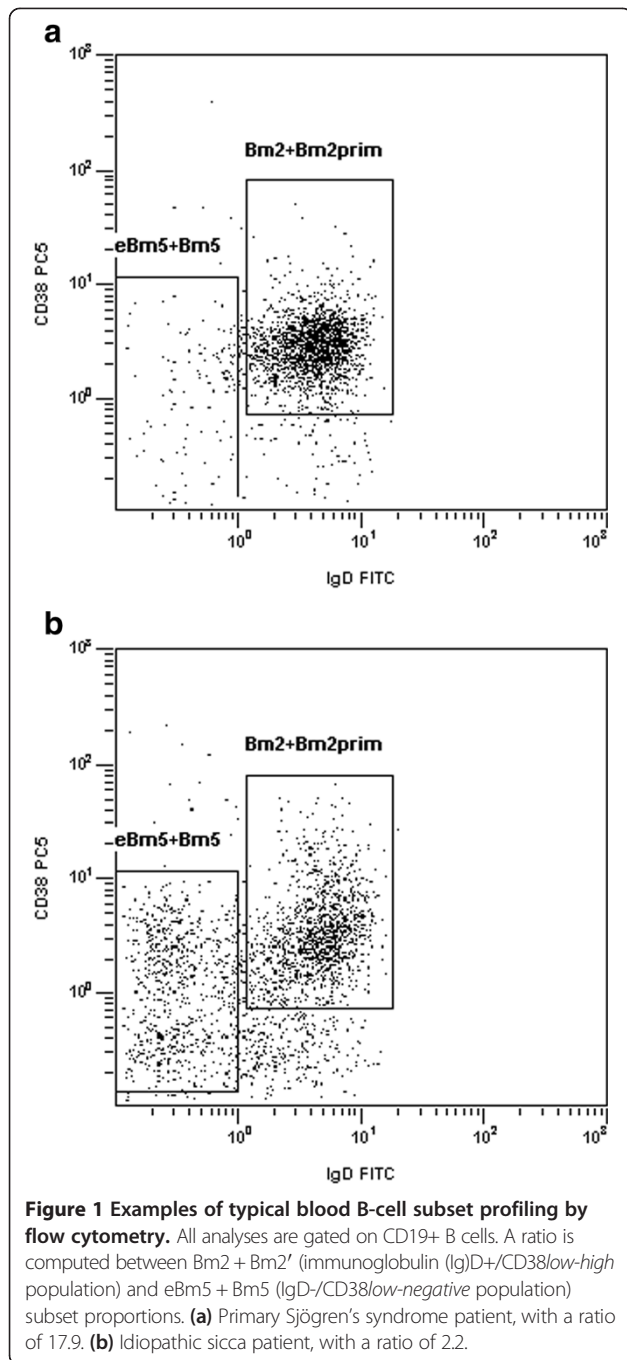 a
10³
Bm2+Bm2prim
10²
eBm5+Bm5
10¹
CD38 PC5
10⁰
10⁰ 10¹ 10² 10³
IgD FITC
b
10³
Bm2+Bm2prim
10²
eBm5+Bm5
10¹
CD38 PC5
10⁰
10⁰ 10¹ 10² 10³
IgD FITC
Figure 1 Examples of typical blood B-cell subset profiling by
flow cytometry. All analyses are gated on CD19+ B cells. A ratio is
computed between Bm2 + Bm2′ (immunoglobulin (Ig)D+/CD38low-high
population) and eBm5 + Bm5 (IgD-/CD38low-negative population)
subset proportions. (a) Primary Sjögren’s syndrome patient, with a ratio
of 17.9. (b) Idiopathic sicca patient, with a ratio of 2.2.